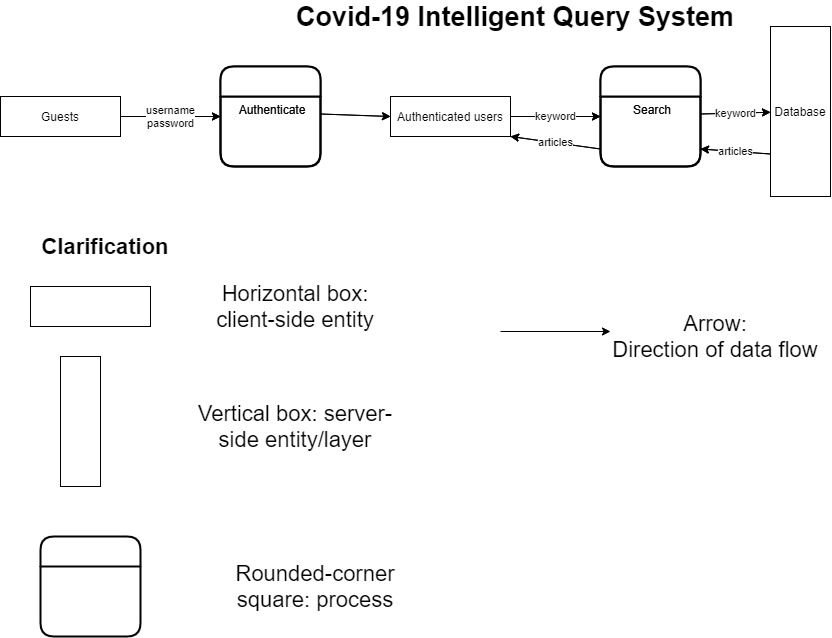 Covid-19 Intelligent Query System
Guests
username
password
Authenticate
Authenticated users
keyword
articles
Search
keyword
articles
Database
Clarification
Horizontal box:
client-side entity
Arrow:
Direction of data flow
Vertical box: server-
side entity/layer
Rounded-corner
square: process